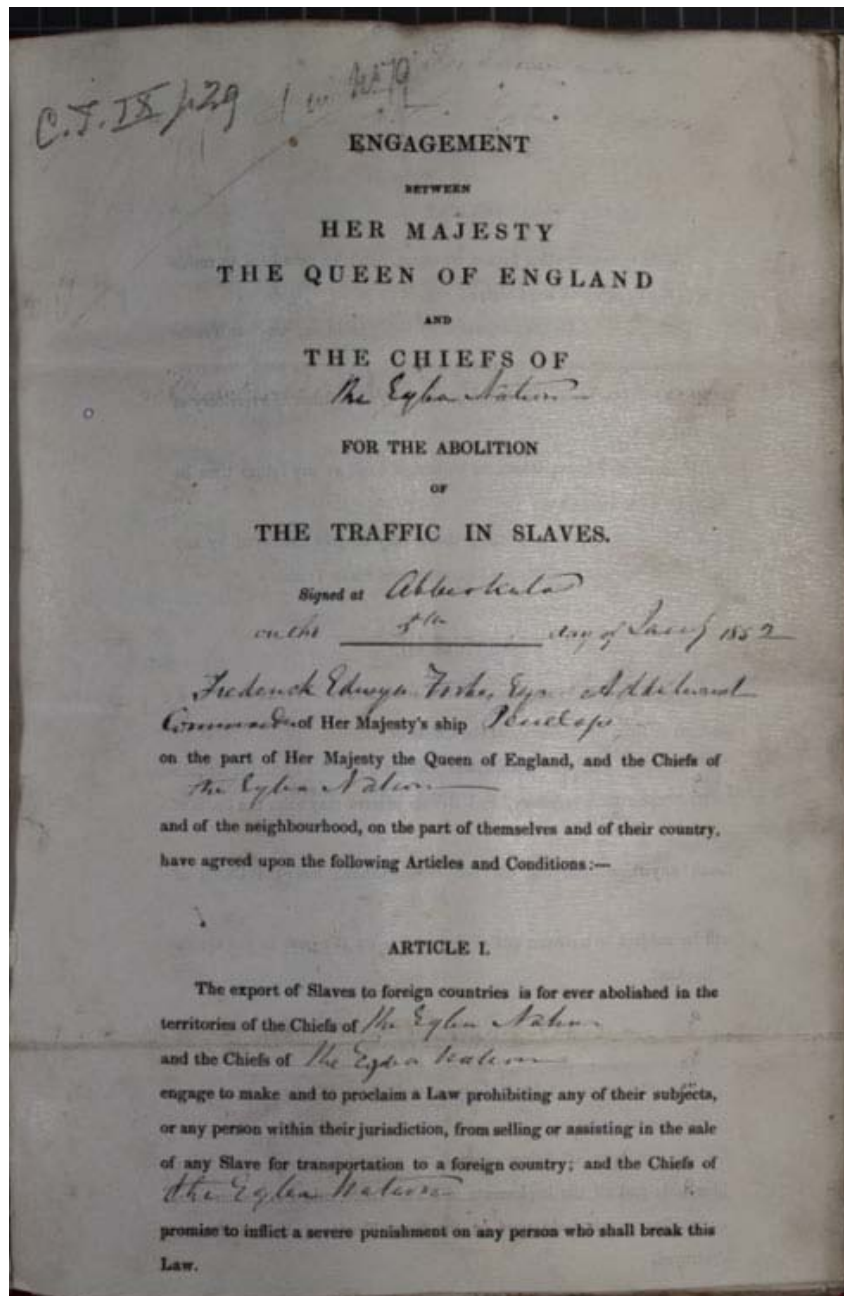 C.T. IX p29
ENGAGEMENT
BETWEEN
HER MAJESTY
THE QUEEN OF ENGLAND
AND
THE CHIEFS OF
the Egba Nation
FOR THE ABOLITION
OF
THE TRAFFIC IN SLAVES.
Signed at Abbeokuta
on the 5th day of Jany 1852
Frederick Edwyn Forbes, Esqr. Additional
Commander of Her Majesty's ship Penelope
on the part of Her Majesty the Queen of England, and the Chiefs of
the Egba Nation
and of the neighbourhood, on the part of themselves and of their country,
have agreed upon the following Articles and Conditions:—
ARTICLE I.
The export of Slaves to foreign countries is for ever abolished in the
territories of the Chiefs of the Egba Nation
and the Chiefs of the Egba Nation
engage to make and to proclaim a Law prohibiting any of their subjects,
or any person within their jurisdiction, from selling or assisting in the sale
of any Slave for transportation to a foreign country; and the Chiefs of
the Egba Nation
promise to inflict a severe punishment on any person who shall break this
Law.